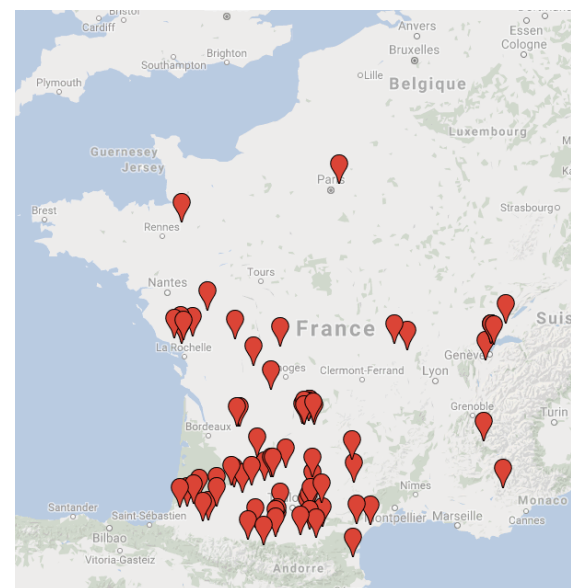 Cardiff
Bristol
Southampton
Brighton
Plymouth
Anvers
Bruxelles
Essen
Cologne
Lille
Belgique
Luxembourg
Guernesey
Jersey
Paris
Strasbourg
Brest
Rennes
Nantes
Tours
France
Suis
La Rochelle
Genève
Clermont-Ferrand
Lyon
Grenoble
Turin
Bordeaux
Nîmes
Montpellier
Marseille
Monaco
Cannes
Santander
Saint-Sébastien
Bilbao
Vitoria-Gasteiz
Andorre